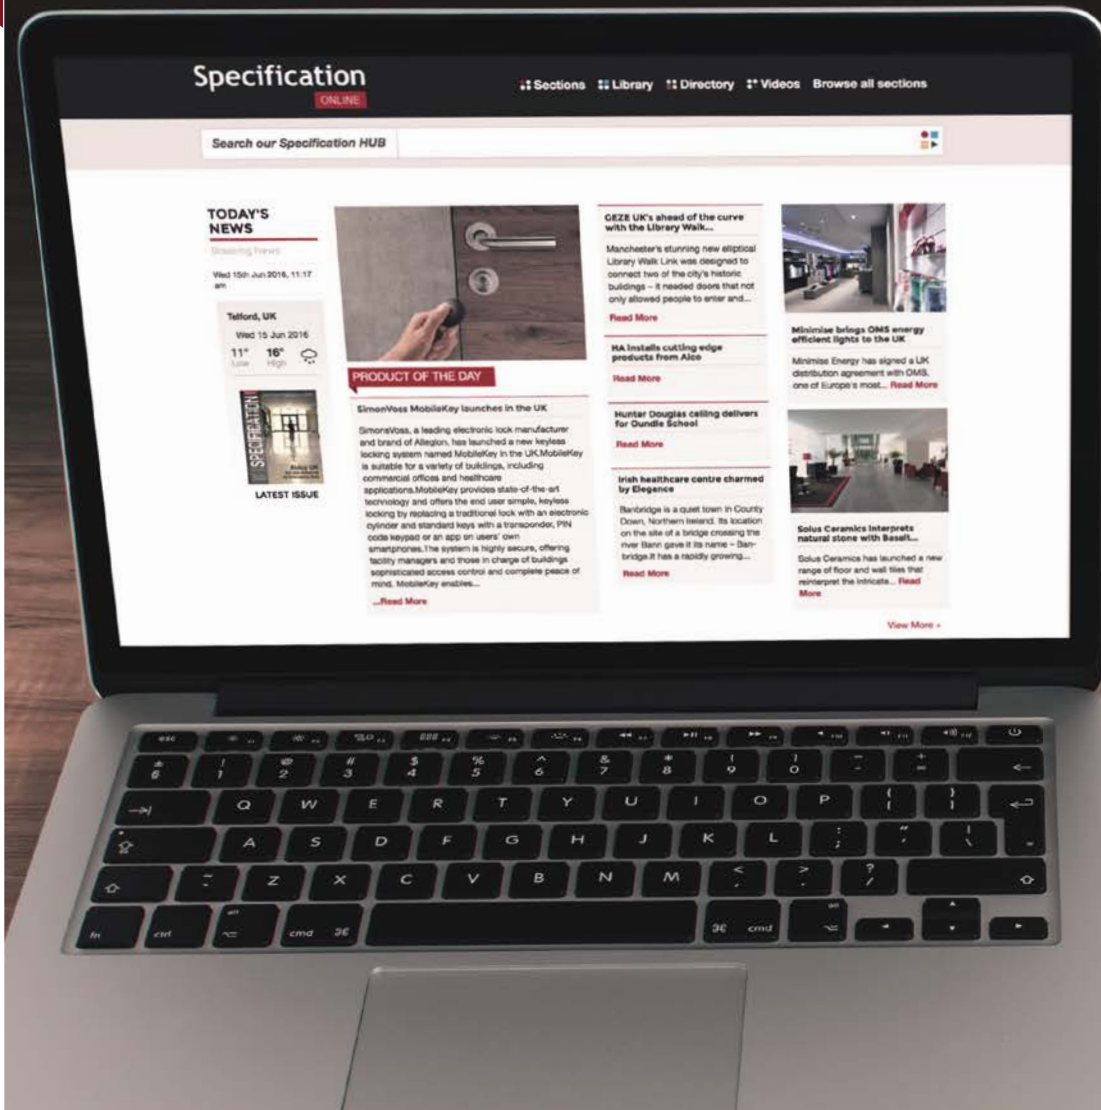 Specification
ONLINE
Sections Library Directory Videos Browse all sections
Search our Specification HUB
TODAY'S
NEWS
Breaking News
Wed 15th Jun 2016, 11:17
am
Telford, UK
Wed 15 Jun 2016
11° 16°
Low High
SPECIFICATION
LATEST ISSUE
PRODUCT OF THE DAY
SimonVoss MobileKey launches in the UK
SimonsVoss, a leading electronic lock manufacturer
and brand of Allegion, has launched a new keyless
locking system named MobileKey in the UK.MobileKey
is suitable for a variety of buildings, including
commercial offices and healthcare
applications.MobileKey provides state-of-the-art
technology and offers the end user simple, keyless
locking by replacing a traditional lock with an electronic
cylinder and standard keys with a transponder, PIN
code keypad or an app on users' own
smartphones.The system is highly secure, offering
facility managers and those in charge of buildings
sophisticated access control and complete peace of
mind. MobileKey enables...
...Read More
GEZE UK's ahead of the curve
with the Library Walk...
Manchester's stunning new elliptical
Library Walk Link was designed to
connect two of the city's historic
buildings – it needed doors that not
only allowed people to enter and...
Read More
HA installs cutting edge
products from Alco
Read More
Hunter Douglas ceiling delivers
for Oundle School
Read More
Irish healthcare centre charmed
by Elegance
Banbridge is a quiet town in County
Down, Northern Ireland. Its location
on the site of a bridge crossing the
river Bann gave it its name – Ban-
bridge.It has a rapidly growing...
Read More
Minimise brings OMS energy
efficient lights to the UK
Minimise Energy has signed a UK
distribution agreement with OMS,
one of Europe's most... Read More
Solus Ceramics interprets
natural stone with Basalt...
Solus Ceramics has launched a new
range of floor and wall tiles that
reinterpret the intricate... Read
More
View More »
esc
! @ # $ % ^ & * ( ) - +
1 2 3 4 5 6 7 8 9 0 - =
Q W E R T Y U I O P { }
A S D F G H J K L : "
; '
~ Z X C V B N M < > ?
, . /
fn ctrl alt cmd ⌘ ⌘ cmd alt